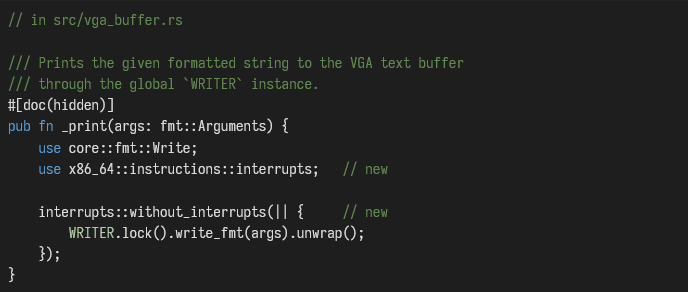 // in src/vga_buffer.rs
/// Prints the given formatted string to the VGA text buffer
/// through the global `WRITER` instance.
#[doc(hidden)]
pub fn _print(args: fmt::Arguments) {
    use core::fmt::Write;
    use x86_64::instructions::interrupts;   // new
    interrupts::without_interrupts(|| {     // new
        WRITER.lock().write_fmt(args).unwrap();
    });
}